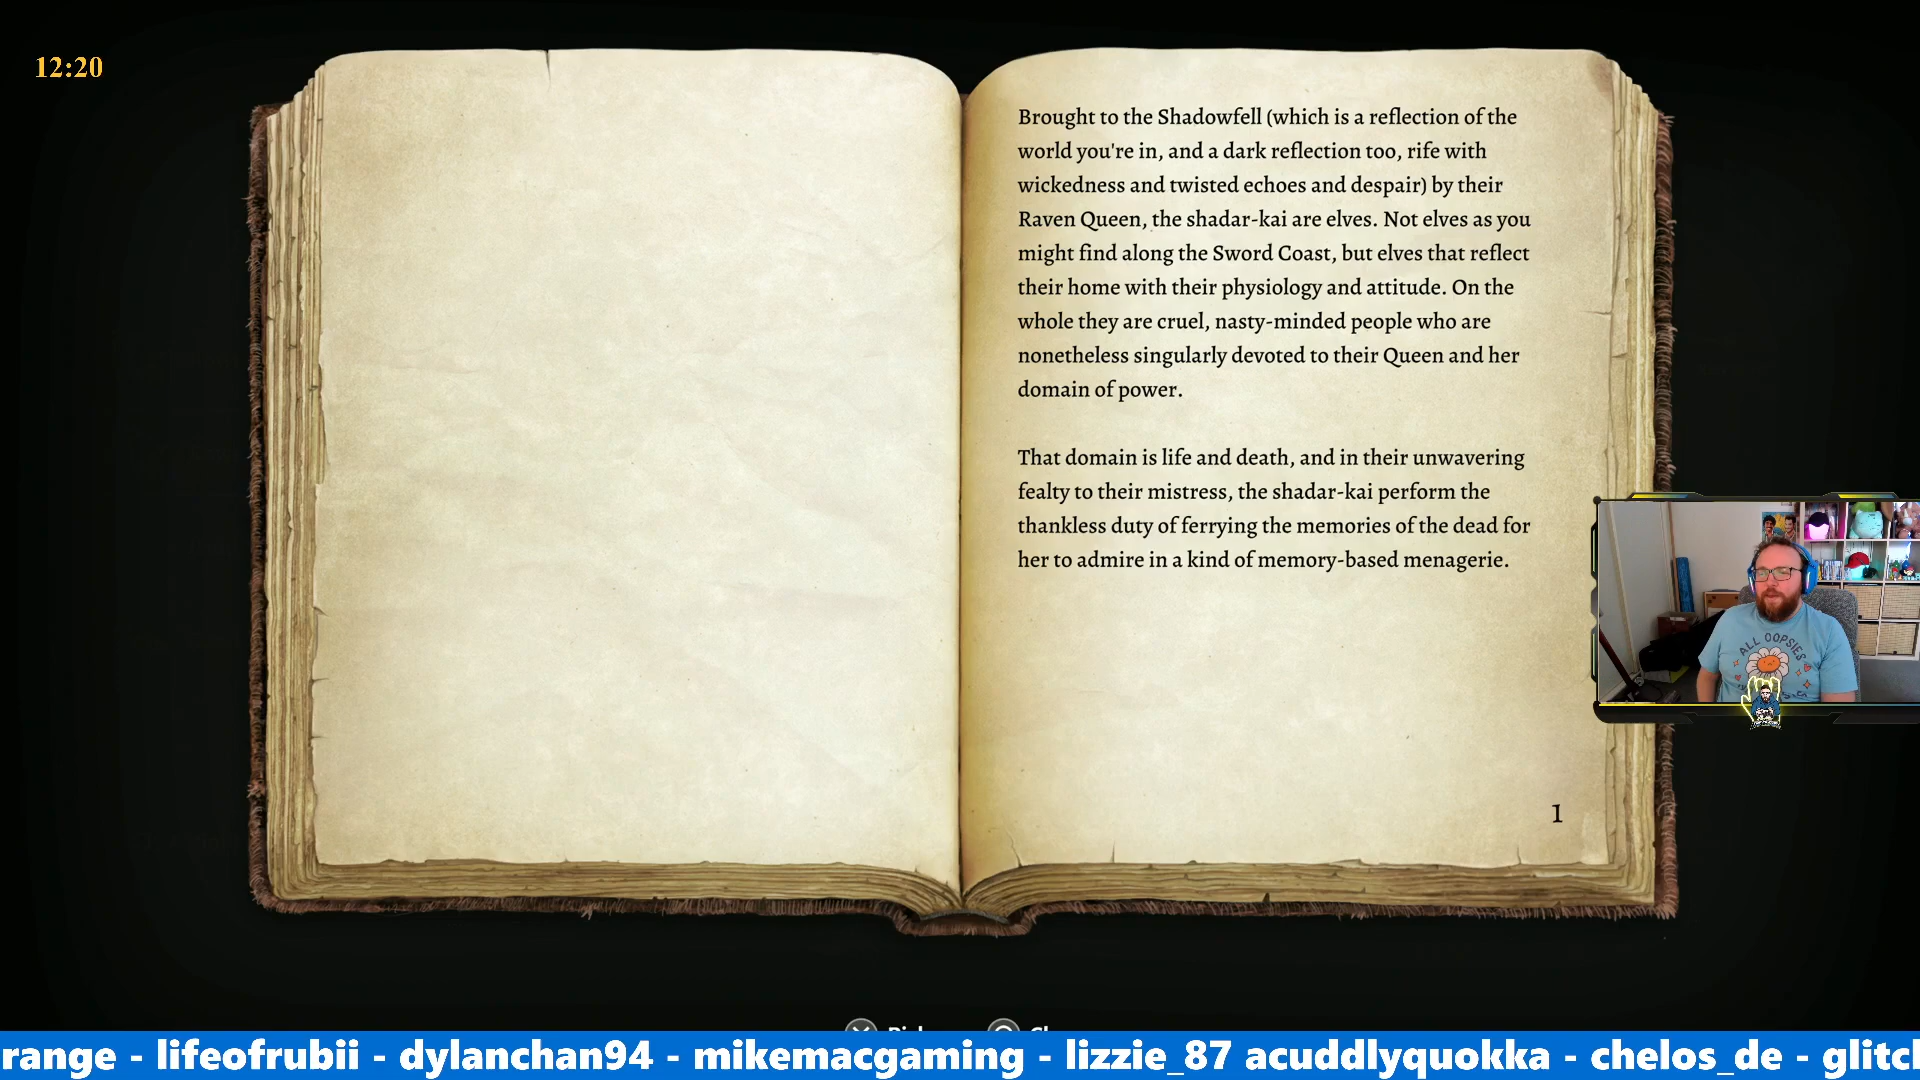 12:20
Brought to the Shadowfell (which is a reflection of the
world you're in, and a dark reflection too, rife with
wickedness and twisted echoes and despair) by their
Raven Queen, the shadar-kai are elves. Not elves as you
might find along the Sword Coast, but elves that reflect
their home with their physiology and attitude. On the
whole they are cruel, nasty-minded people who are
nonetheless singularly devoted to their Queen and her
domain of power.
That domain is life and death, and in their unwavering
fealty to their mistress, the shadar-kai perform the
thankless duty of ferrying the memories of the dead for
her to admire in a kind of memory-based menagerie.
1
ALL OOPSIES
range - lifeofrubii - dylanchan94 - mikemacgaming - lizzie_87 acuddlyquokka - chelos_de - glitcl